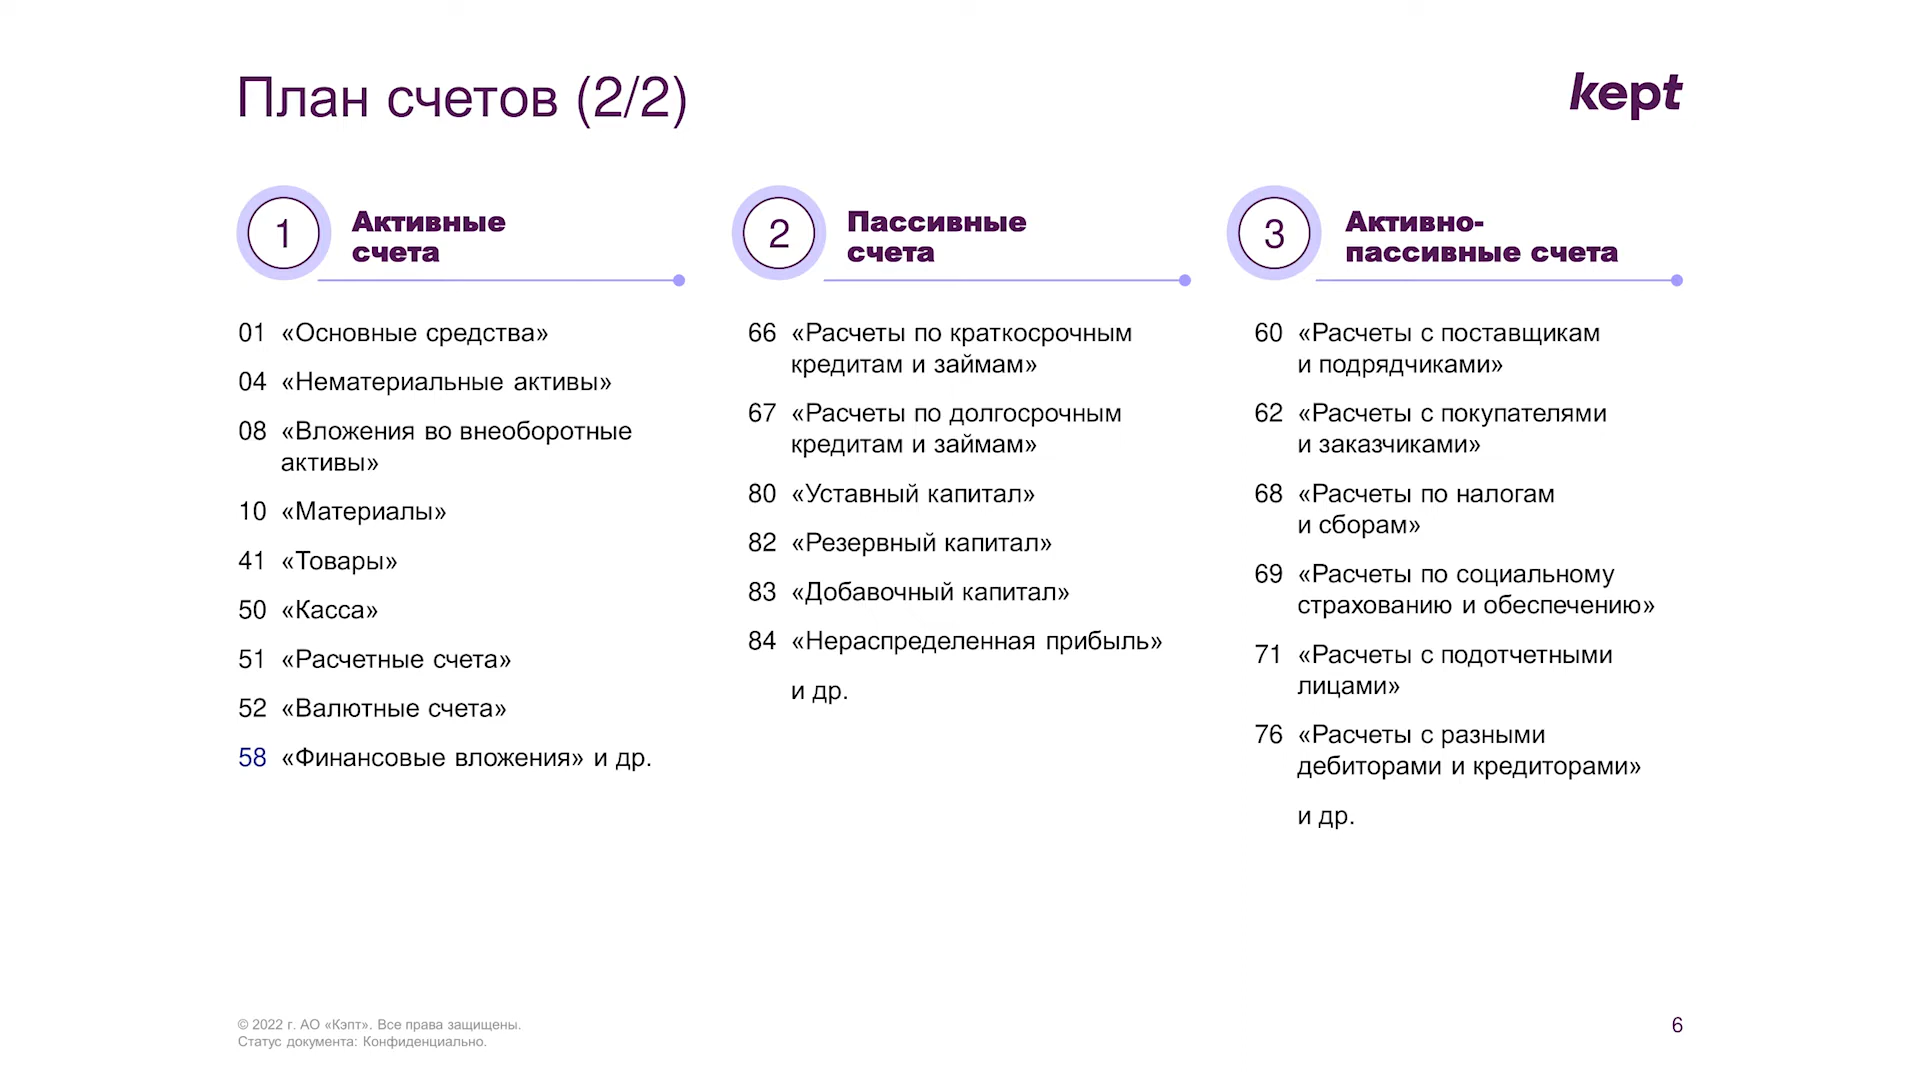 План счетов (2/2)
kept
1
Активные
счета
01 «Основные средства»
04 «Нематериальные активы»
08 «Вложения во внеоборотные
активы»
10 «Материалы»
41 «Товары»
50 «Касса»
51 «Расчетные счета»
52 «Валютные счета»
58 «Финансовые вложения» и др.
2
Пассивные
счета
66 «Расчеты по краткосрочным
кредитам и займам»
67 «Расчеты по долгосрочным
кредитам и займам»
80 «Уставный капитал»
82 «Резервный капитал»
83 «Добавочный капитал»
84 «Нераспределенная прибыль»
и др.
3
Активно-
пассивные счета
60 «Расчеты с поставщикам
и подрядчиками»
62 «Расчеты с покупателями
и заказчиками»
68 «Расчеты по налогам
и сборам»
69 «Расчеты по социальному
страхованию и обеспечению»
71 «Расчеты с подотчетными
лицами»
76 «Расчеты с разными
дебиторами и кредиторами»
и др.
© 2022 г. АО «Кэпт». Все права защищены.
Статус документа: Конфиденциально.
6